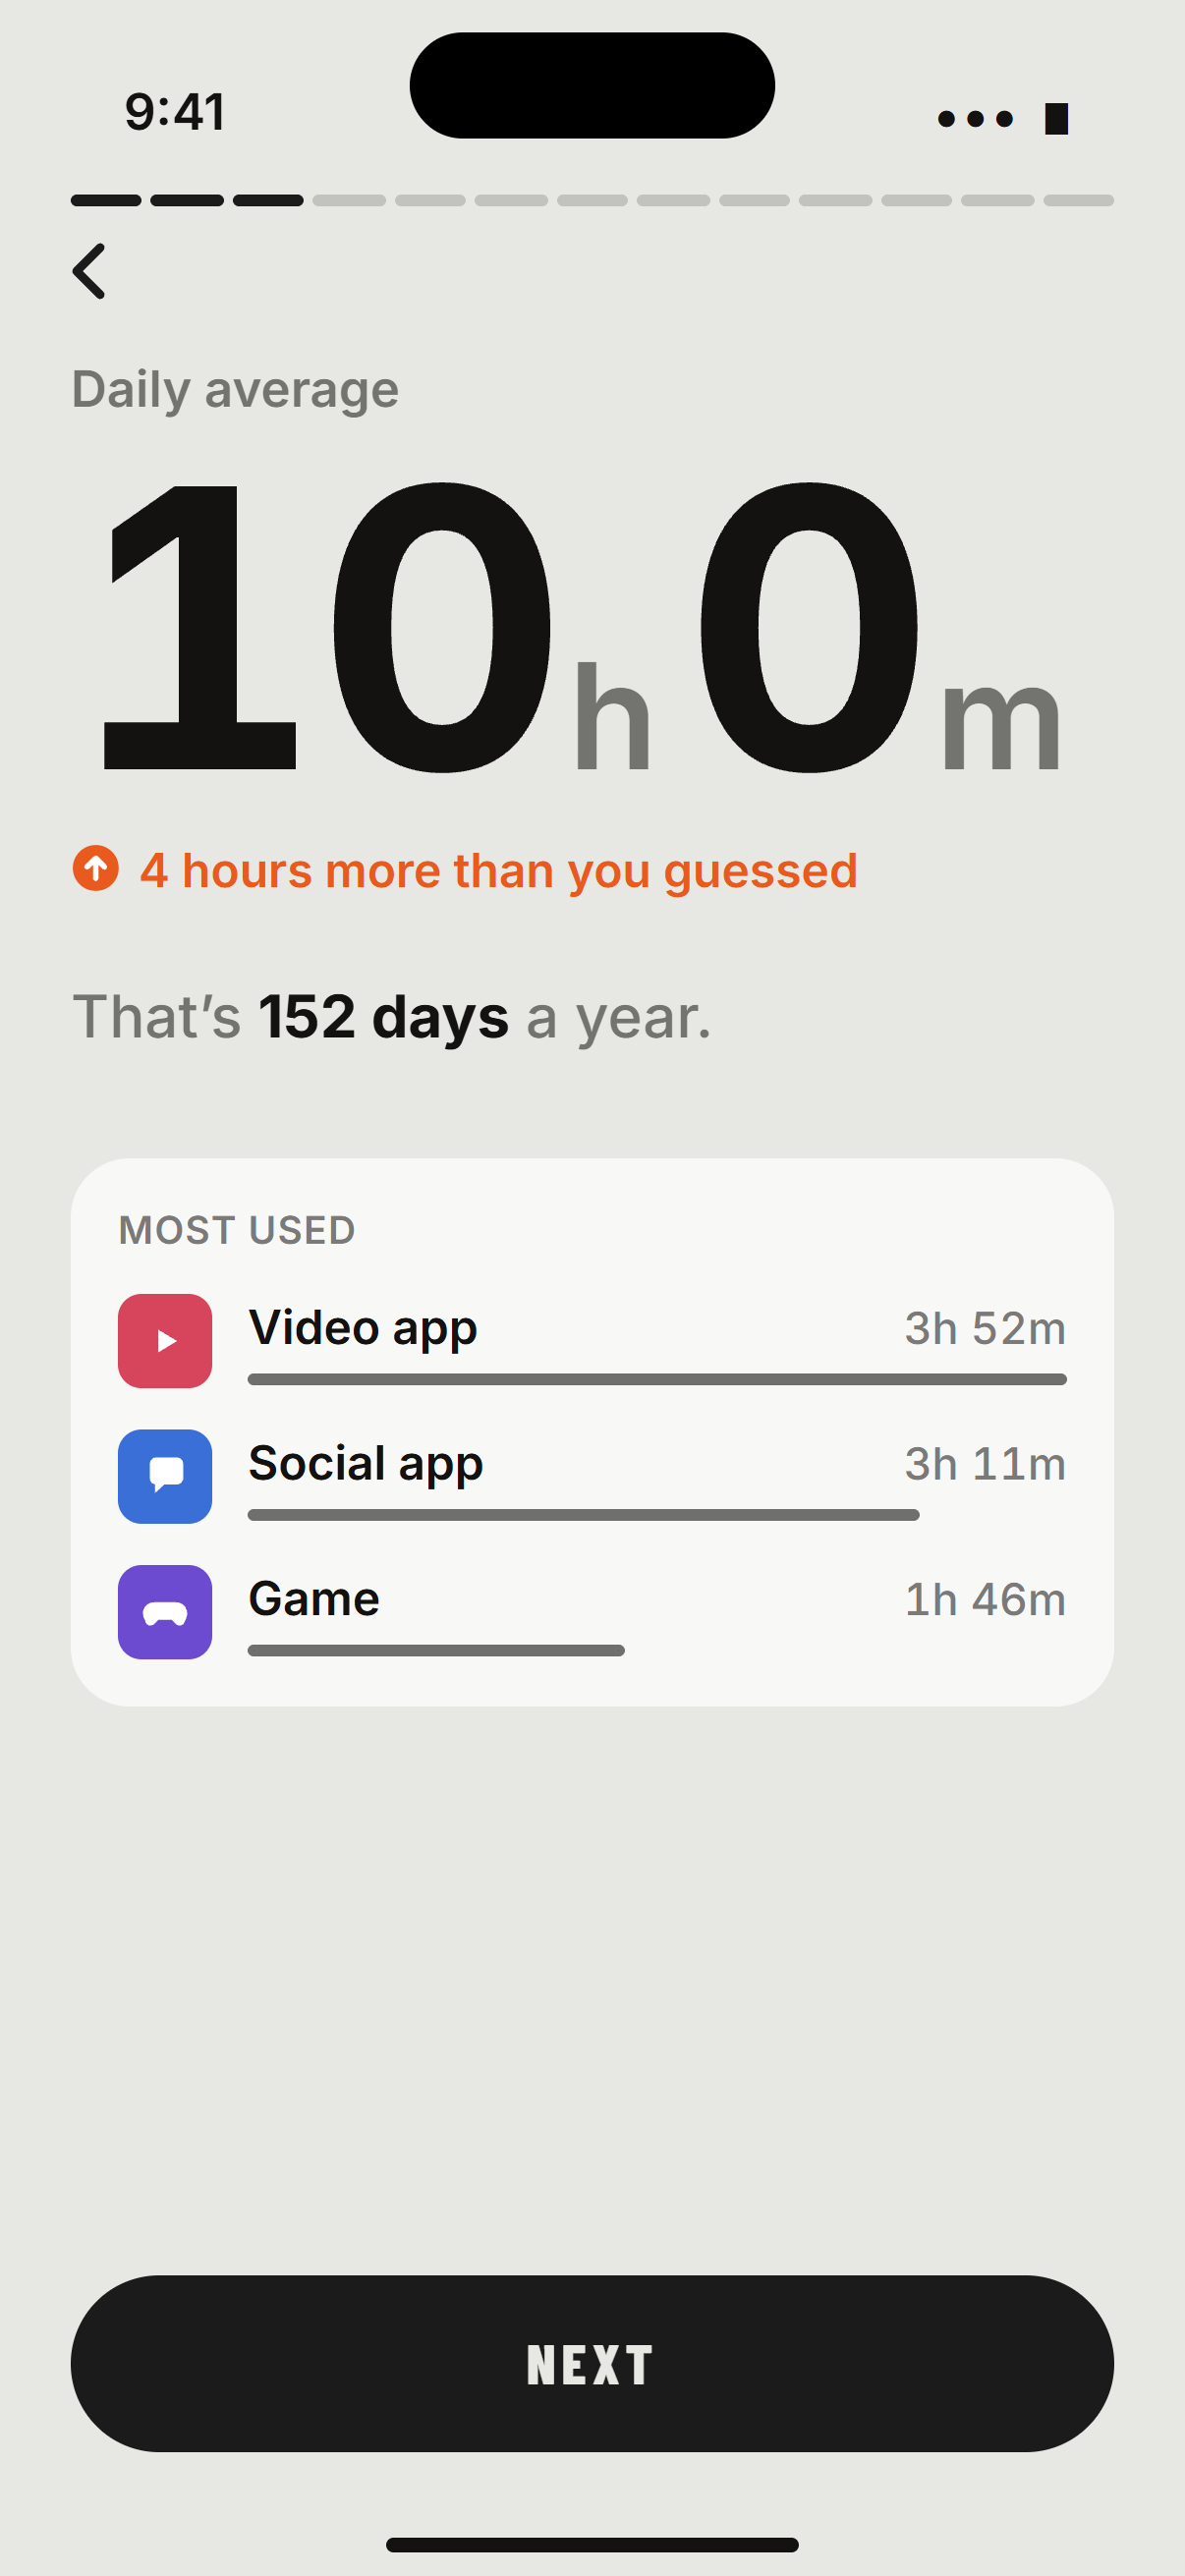 9:41
Daily average
10h 0m
4 hours more than you guessed
That’s 152 days a year.
MOST USED
Video app 3h 52m
Social app 3h 11m
Game 1h 46m
NEXT